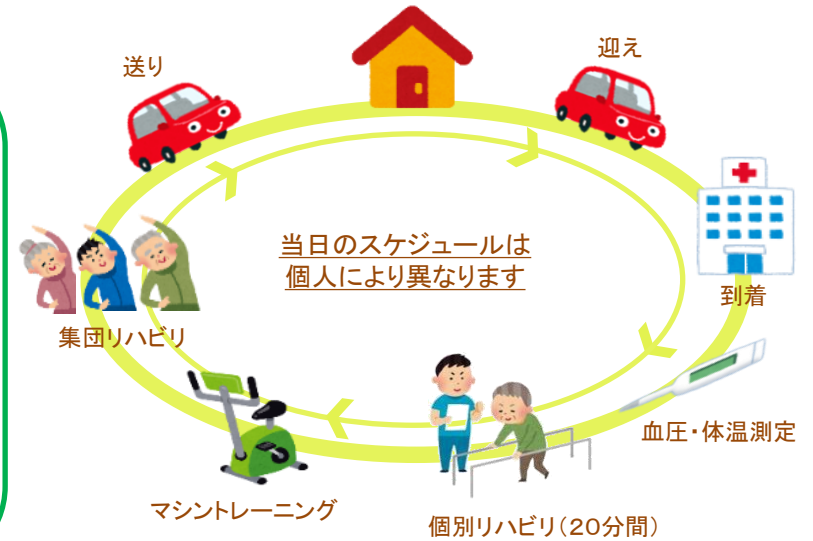 送り
迎え
当日のスケジュールは
個人により異なります
到着
集団リハビリ
血圧・体温測定
マシントレーニング
個別リハビリ（20分間）